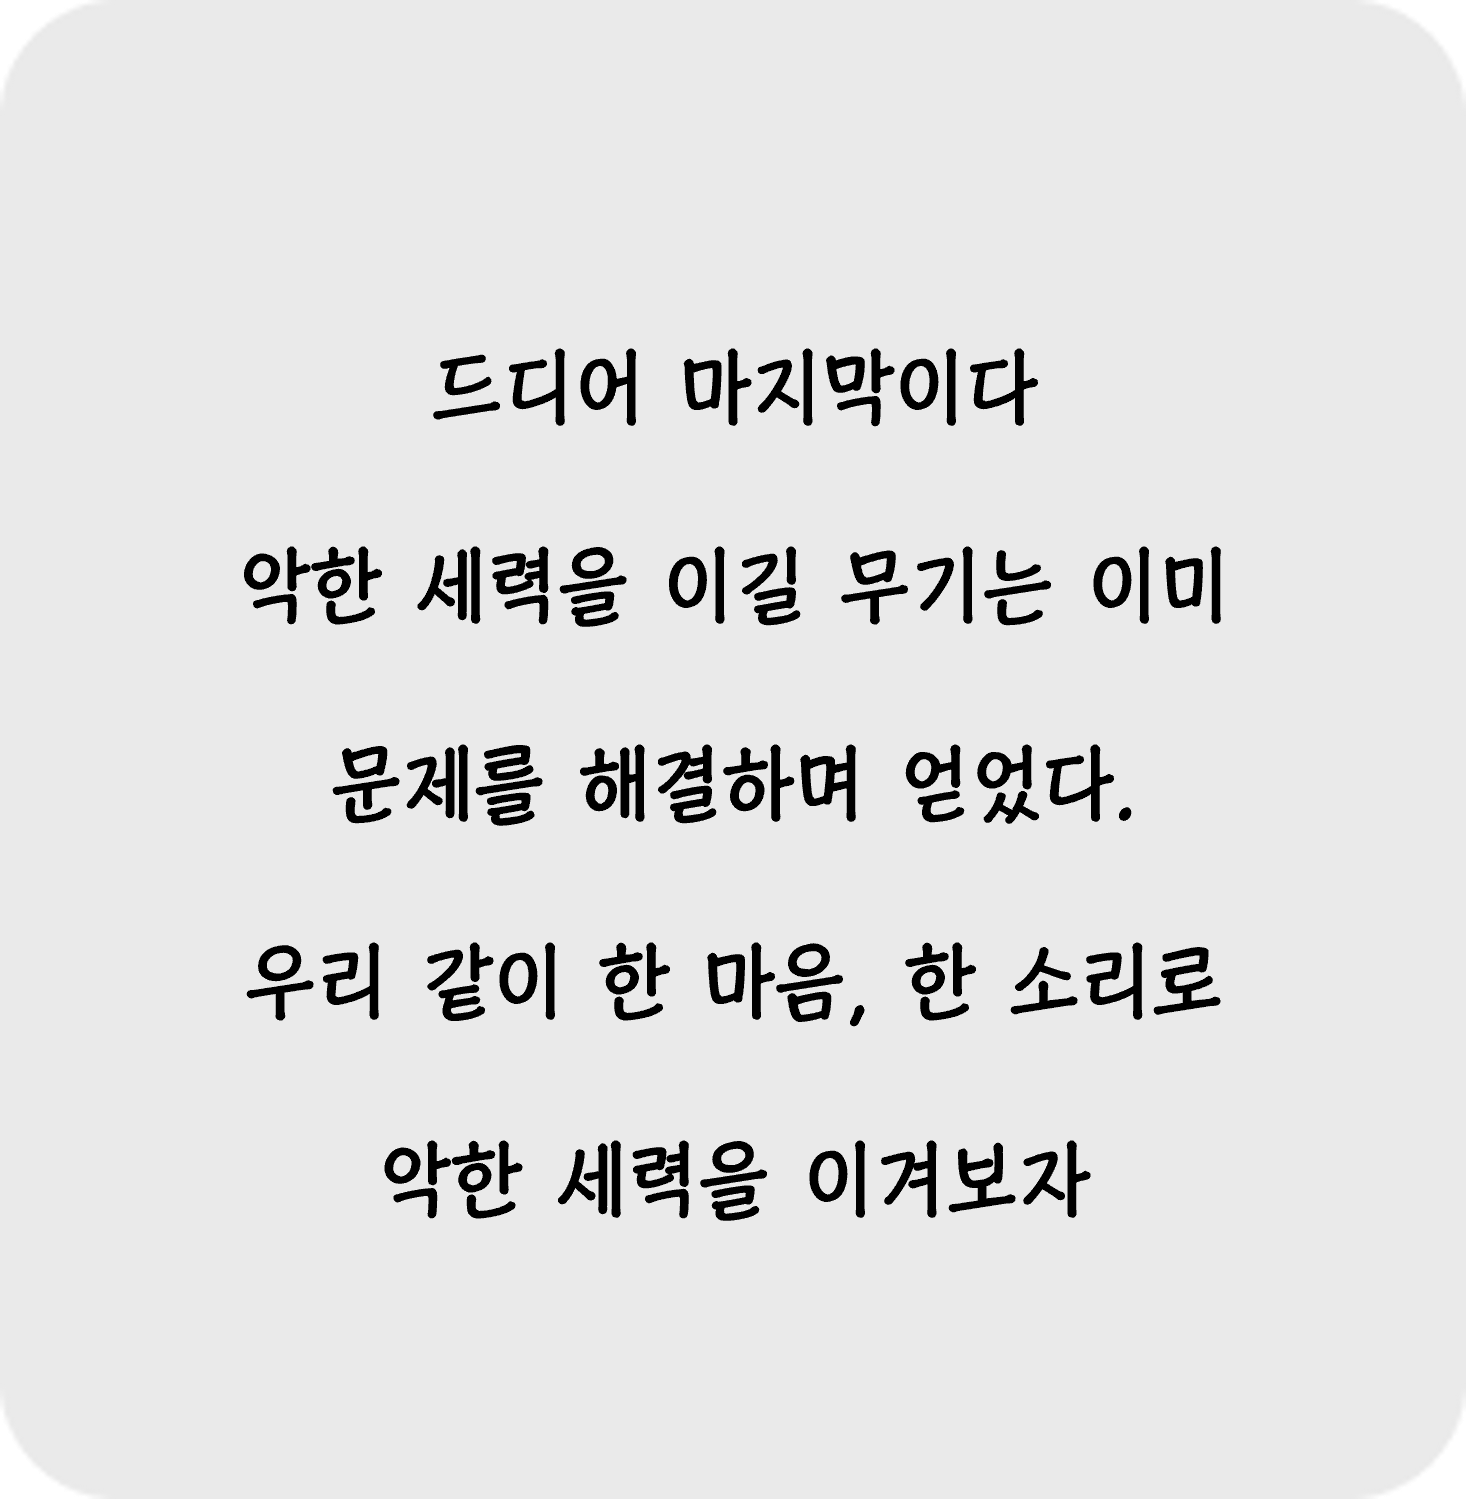 드디어 마지막이다
악한 세력을 이길 무기는 이미
문제를 해결하며 얻었다.
우리 같이 한 마음, 한 소리로
악한 세력을 이겨보자